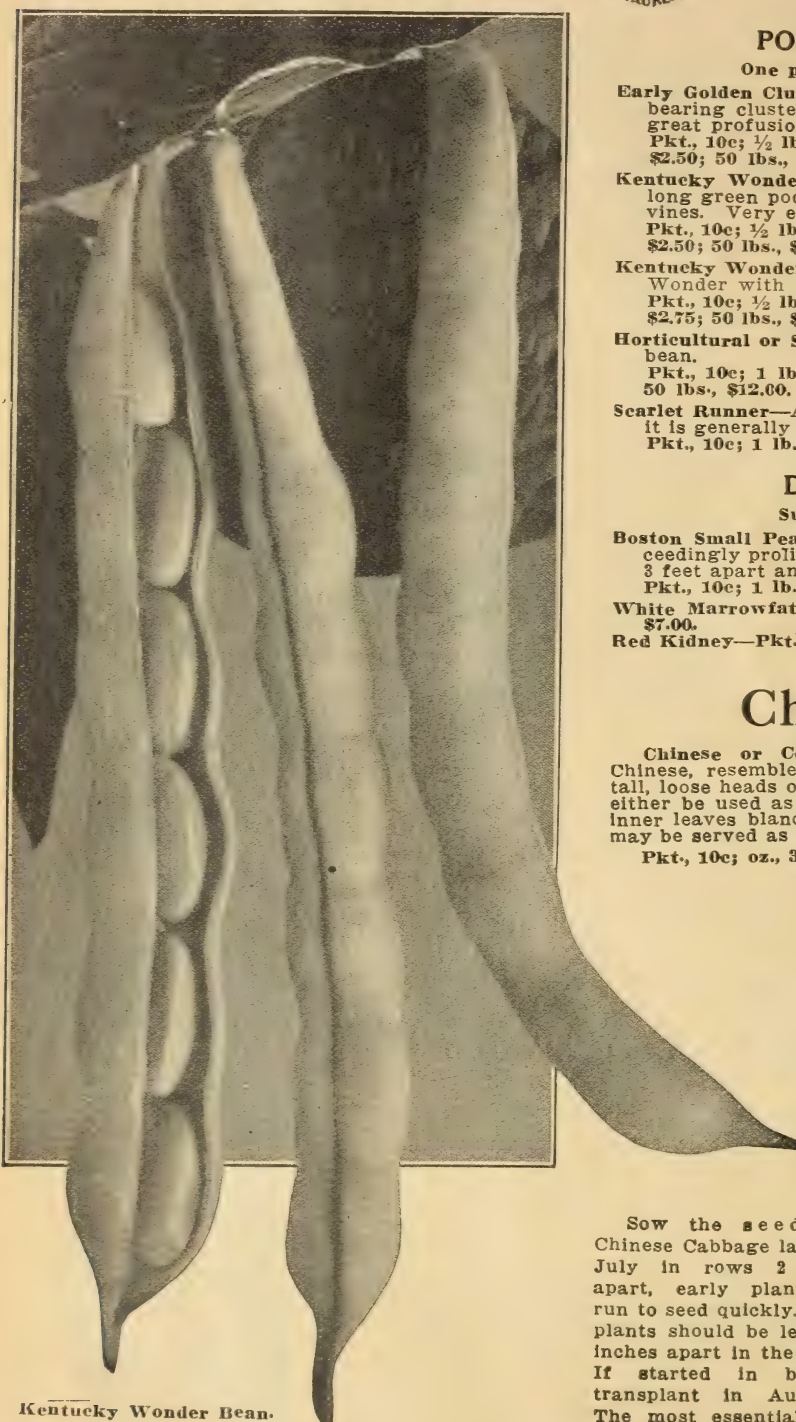 PO
One p
Early Golden Clu
bearing cluste
great profusio
Pkt., 10c; ½ lb
$2.50; 50 lbs.,
Kentucky Wonde
long green poo
vines. Very e
Pkt., 10c; ½ lb
$2.50; 50 lbs., $
Kentucky Wonde
Wonder with
Pkt., 10c; ½ lb
$2.75; 50 lbs., $
Horticultural or S
bean.
Pkt., 10c; 1 lb
50 lbs., $12.00.
Scarlet Runner—A
it is generally
Pkt., 10c; 1 lb.
D
Su
Boston Small Pea
ceedingly proli
3 feet apart an
Pkt., 10c; 1 lb.
White Marrowfat
$7.00.
Red Kidney—Pkt.
Ch
Chinese or C
Chinese, resemble
tall, loose heads o
either be used as
inner leaves blanc
may be served as
Pkt., 10c; oz., 3
Sow the seed
Chinese Cabbage la
July in rows 2
apart, early plan
run to seed quickly.
plants should be le
inches apart in the
If started in b
transplant in Au
The most essential
Kentucky Wonder Bean.